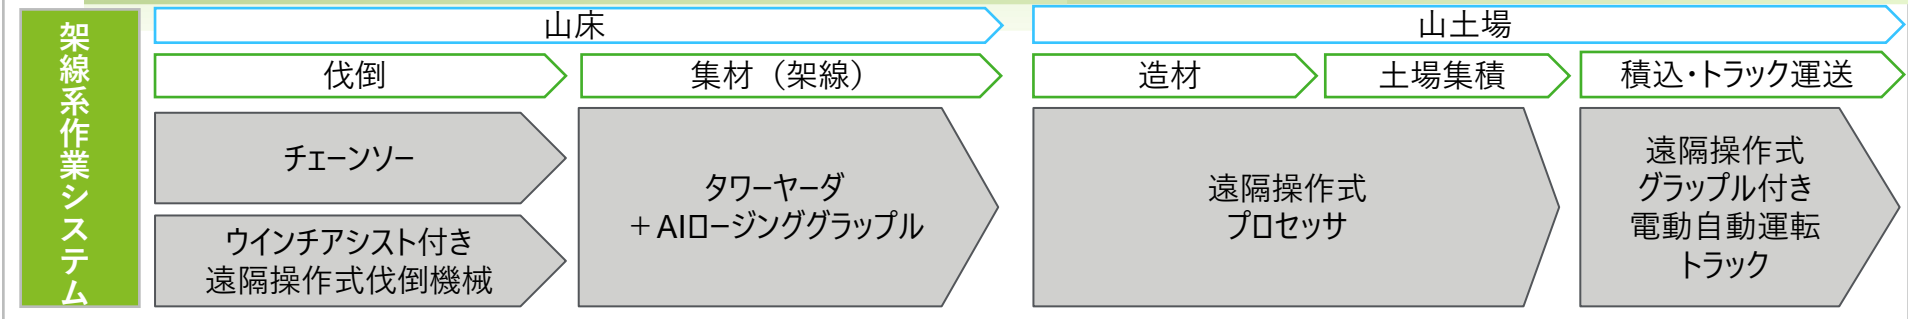 架線系作業システム
山床
山土場
伐倒
集材（架線）
造材
土場集積
積込・トラック運送
チェーンソー
ウインチアシスト付き
遠隔操作式伐倒機械
タワーヤーダ
＋AIロージンググラップル
遠隔操作式
プロセッサ
遠隔操作式
グラップル付き
電動自動運転
トラック